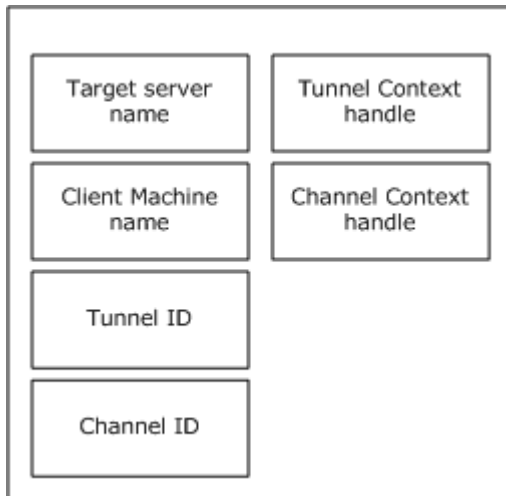 Target server
name
Tunnel Context
handle
Client Machine
name
Channel Context
handle
Tunnel ID
Channel ID